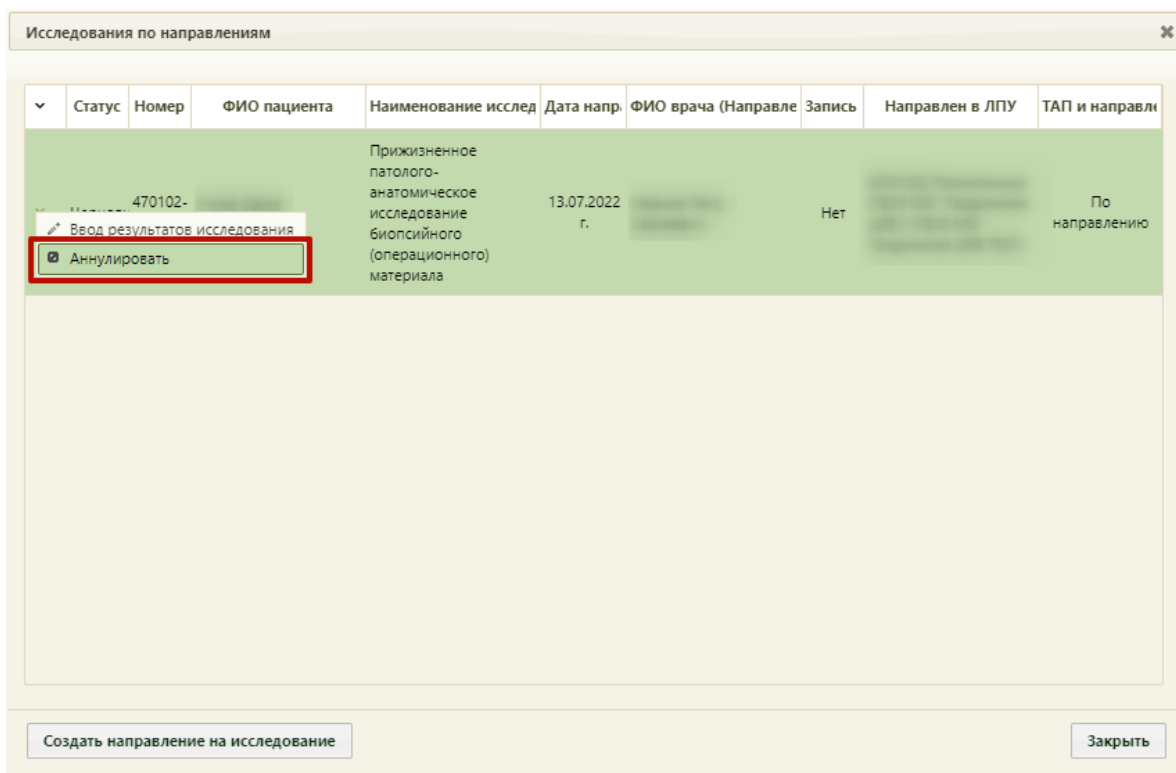 Исследования по направлениям
Статус Номер ФИО пациента Наименование исслед Дата напр ФИО врача (Направле Запись Направлен в ЛПУ ТАП и направле
470102-
Прижизненное
патолого-
анатомическое
исследование
биопсийного
(операционного)
материала
13.07.2022
г.
Нет
По
направлению
Ввод результатов исследования
Аннулировать
Создать направление на исследование
Закрыть